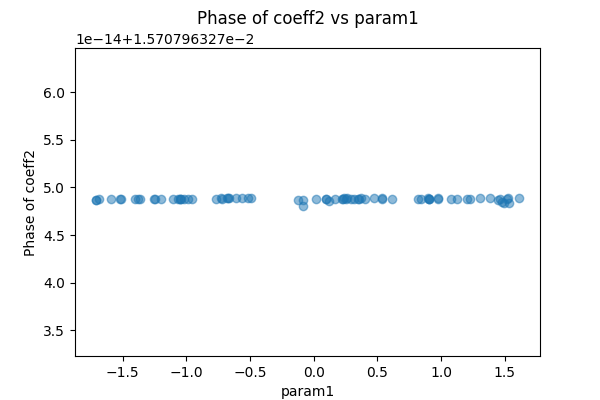 Phase of coeff2 vs param1
1e−14+1.570796327e−2
6.0
5.5
5.0
4.5
4.0
3.5
Phase of coeff2
−1.5 −1.0 −0.5 0.0 0.5 1.0 1.5
param1